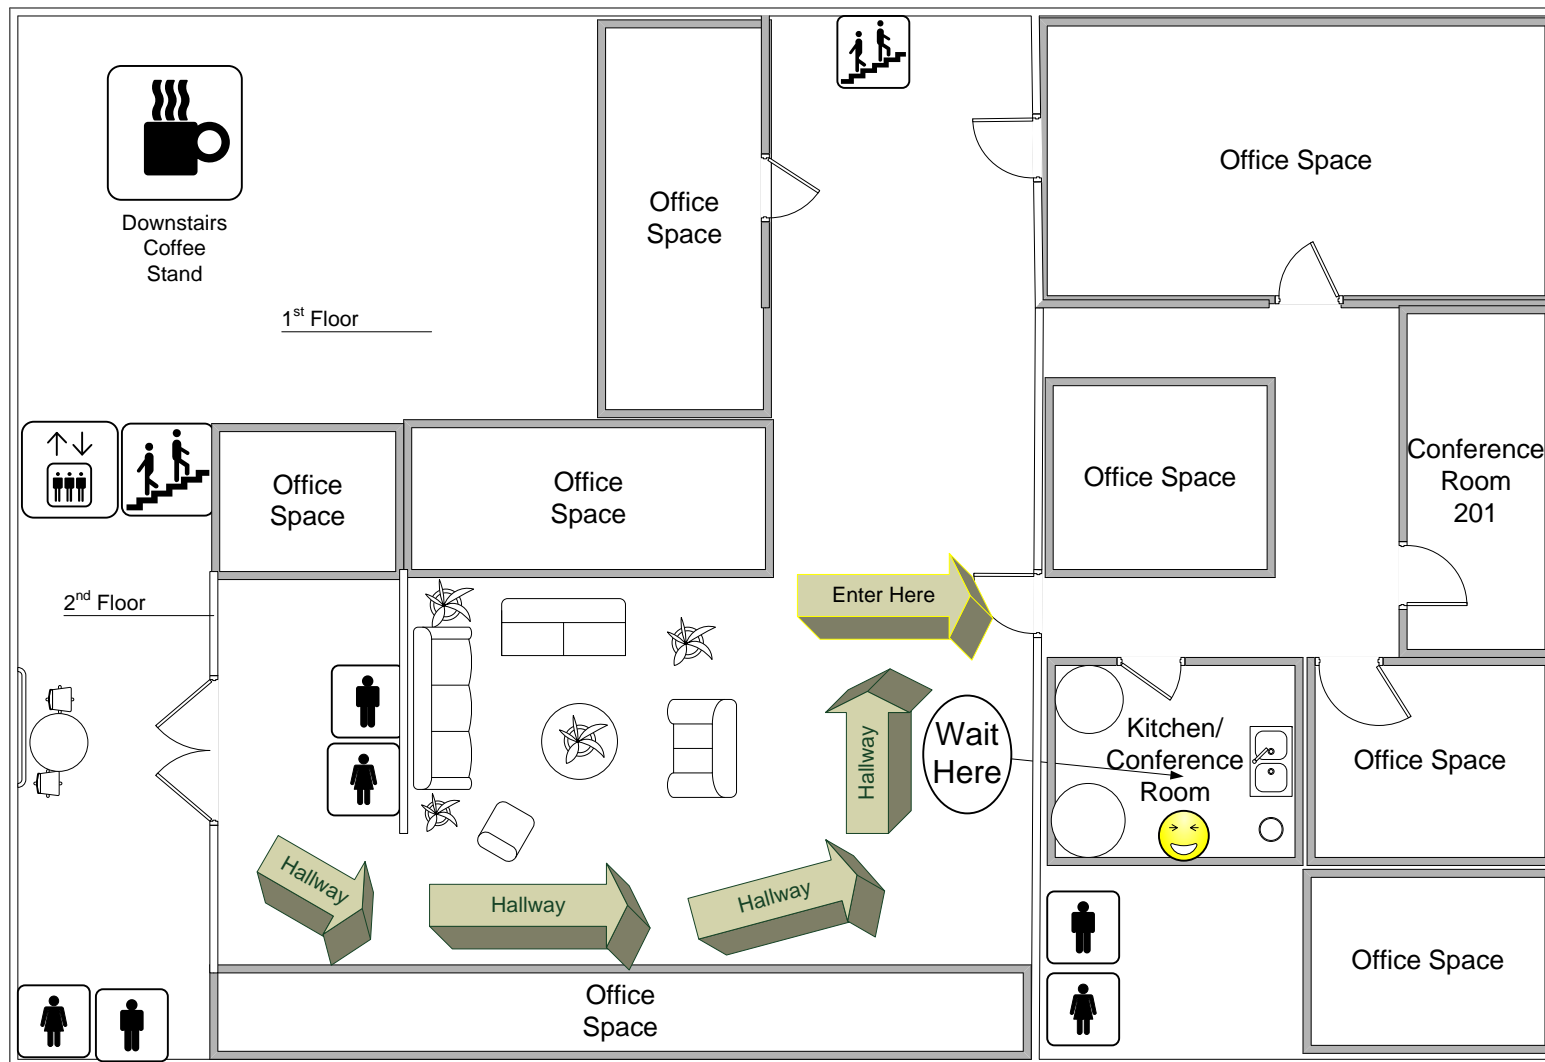 Downstairs
Coffee
Stand
1st Floor
Office
Space
Office Space
Office
Space
Office
Space
Office Space
Conference
Room
201
2nd Floor
Enter Here
Wait
Here
Hallway
Kitchen/
Conference
Room
Office Space
Hallway
Hallway
Hallway
Office Space
Office
Space